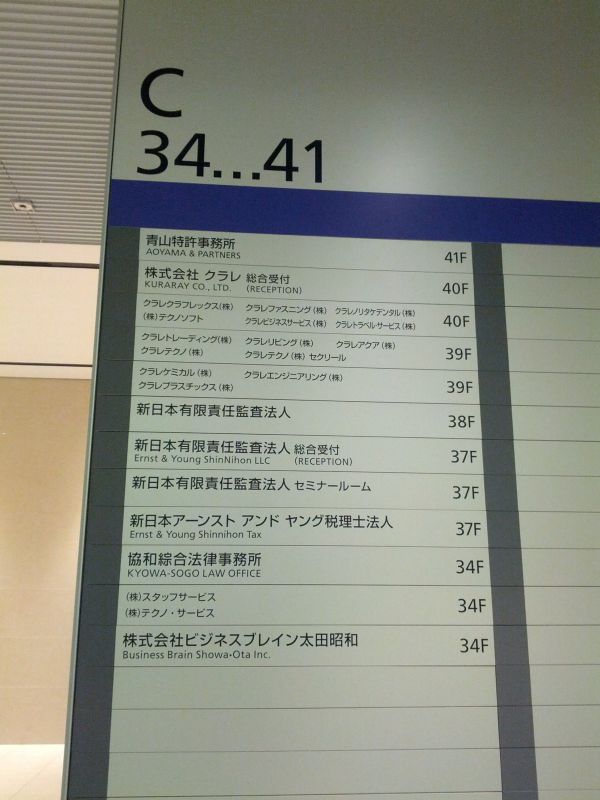 C
34...41
青山特許事務所
AOYAMA & PARTNERS 41F
株式会社 クラレ 総合受付
KURARAY CO., LTD. (RECEPTION) 40F
クラレクラフレックス(株) クラレファスニング(株) クラレノリタケデンタル(株)
(株)テクノソフト クラレビジネスサービス(株) クラレトラベルサービス(株) 40F
クラレトレーディング(株) クラレリビング(株) クラレアクア(株)
クラレテクノ(株) クラレテクノ(株) セクリール 39F
クラレケミカル(株) クラレエンジニアリング(株)
クラレプラスチックス(株) 39F
新日本有限責任監査法人 38F
新日本有限責任監査法人 総合受付
Ernst & Young ShinNihon LLC (RECEPTION) 37F
新日本有限責任監査法人 セミナールーム 37F
新日本アーンスト アンド ヤング税理士法人
Ernst & Young Shinnihon Tax 37F
協和綜合法律事務所
KYOWA-SOGO LAW OFFICE 34F
(株)スタッフサービス
(株)テクノ・サービス 34F
株式会社ビジネスブレイン太田昭和
Business Brain Showa・Ota Inc. 34F